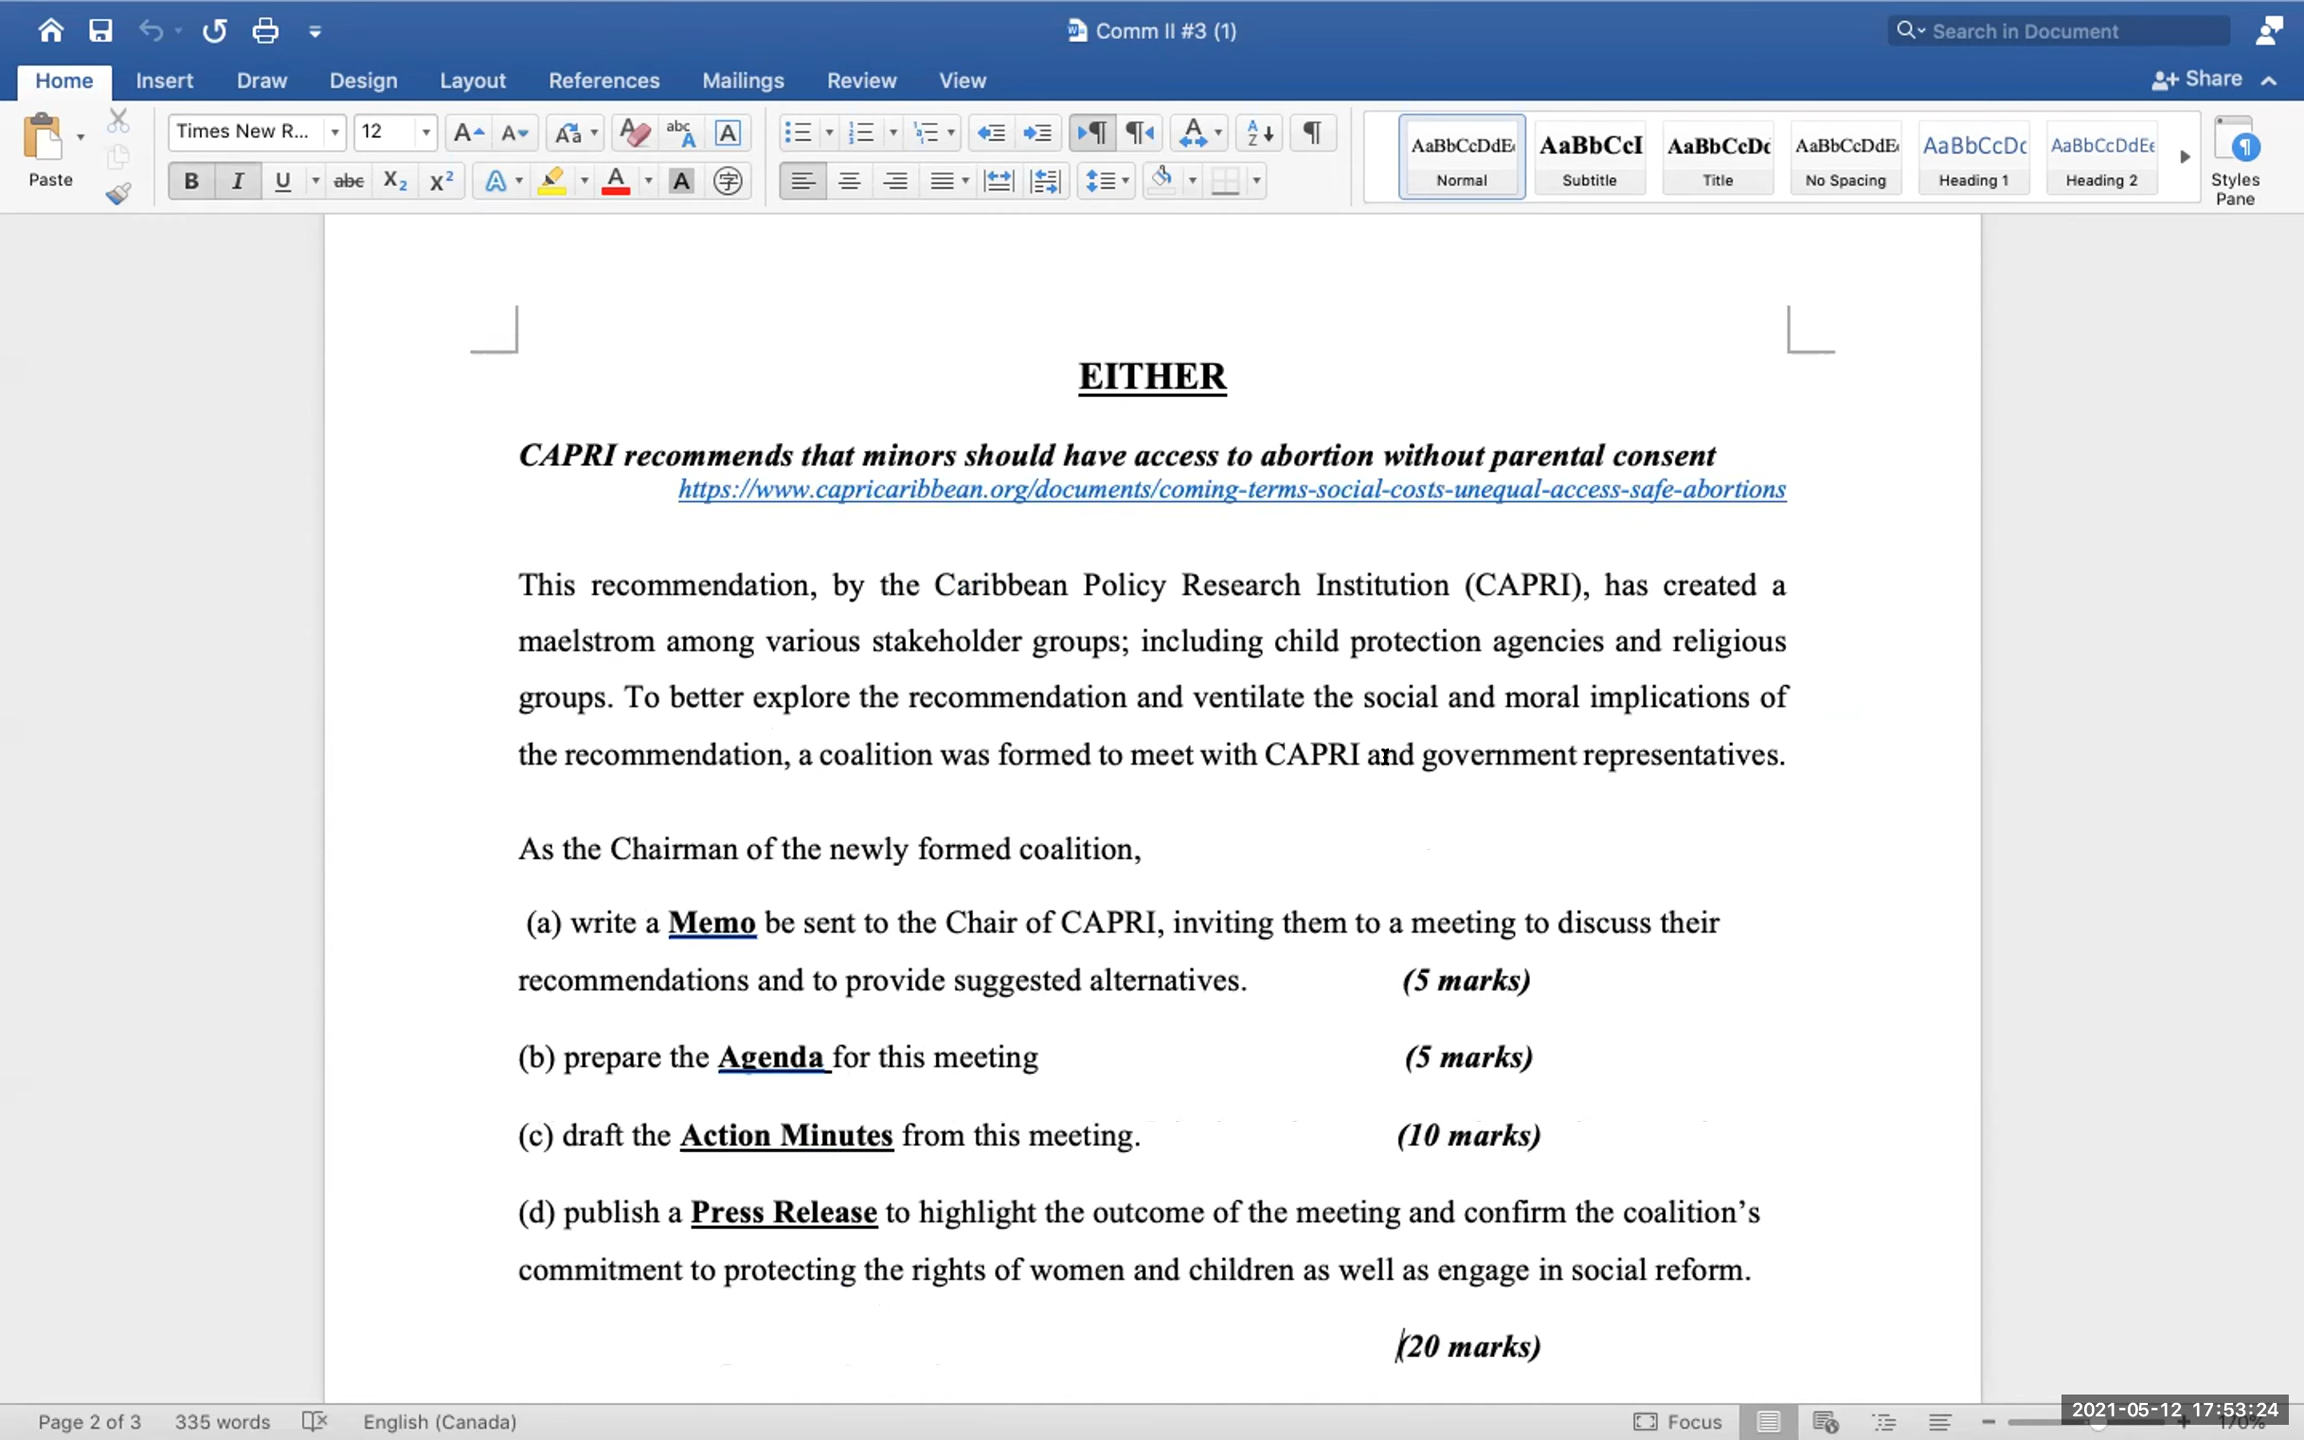 Comm II #3 (1)
Search in Document
Home Insert Draw Design Layout References Mailings Review View
Share
Paste
Times New R... 12
AaBbCcDdE AaBbCcI AaBbCcDc AaBbCcDdE AaBbCcDc AaBbCcDdEe
Normal Subtitle Title No Spacing Heading 1 Heading 2
Styles
Pane
EITHER
CAPRI recommends that minors should have access to abortion without parental consent
https://www.capricaribbean.org/documents/coming-terms-social-costs-unequal-access-safe-abortions
This recommendation, by the Caribbean Policy Research Institution (CAPRI), has created a
maelstrom among various stakeholder groups; including child protection agencies and religious
groups. To better explore the recommendation and ventilate the social and moral implications of
the recommendation, a coalition was formed to meet with CAPRI and government representatives.
As the Chairman of the newly formed coalition,
(a) write a Memo be sent to the Chair of CAPRI, inviting them to a meeting to discuss their
recommendations and to provide suggested alternatives. (5 marks)
(b) prepare the Agenda for this meeting (5 marks)
(c) draft the Action Minutes from this meeting. (10 marks)
(d) publish a Press Release to highlight the outcome of the meeting and confirm the coalition's
commitment to protecting the rights of women and children as well as engage in social reform.
(20 marks)
Page 2 of 3 335 words English (Canada) Focus 170%
2021-05-12 17:53:24